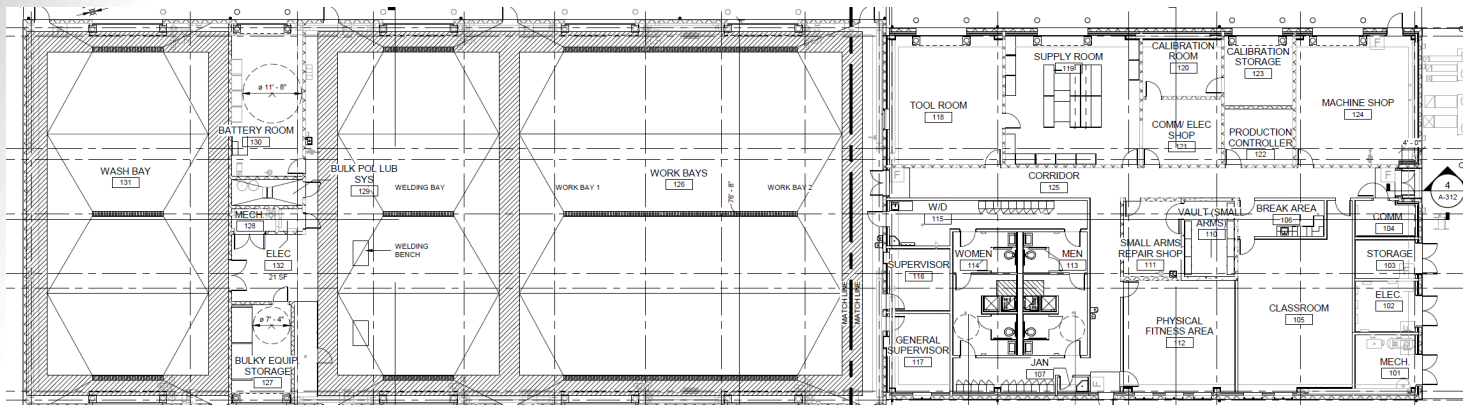 WASH BAY
131
ø 11' - 8"
BATTERY ROOM
130
MECH.
128
ELEC
132
21 SF
ø 7' - 4"
BULKY EQUIP
STORAGE
127
BULK POL LUB
SYS
129
WELDING BAY
WELDING
BENCH
WORK BAY 1
WORK BAYS
126
76' - 8"
WORK BAY 2
MATCH LINE
MATCH LINE
TOOL ROOM
118
SUPPLY ROOM
119
CALIBRATION
ROOM
120
CALIBRATION
STORAGE
123
F
MACHINE SHOP
124
COMM/ ELEC
SHOP
121
PRODUCTION
CONTROLLER
122
4' - 0"
F
CORRIDOR
125
F
4
A-312
W/D
115
SUPERVISOR
116
GENERAL
SUPERVISOR
117
WOMEN
114
MEN
113
JAN
107
F
SMALL ARMS
REPAIR SHOP
111
VAULT (SMALL
ARMS)
110
BREAK AREA
106
COMM
104
STORAGE
103
ELEC.
102
MECH.
101
CLASSROOM
105
PHYSICAL
FITNESS AREA
112